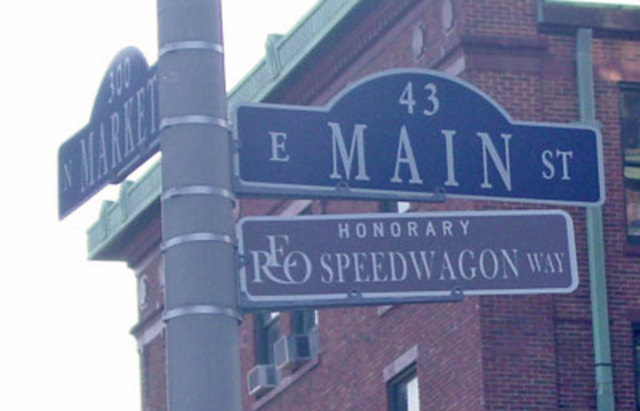 300
N MARKET
43
E MAIN ST
HONORARY
REO SPEEDWAGON WAY